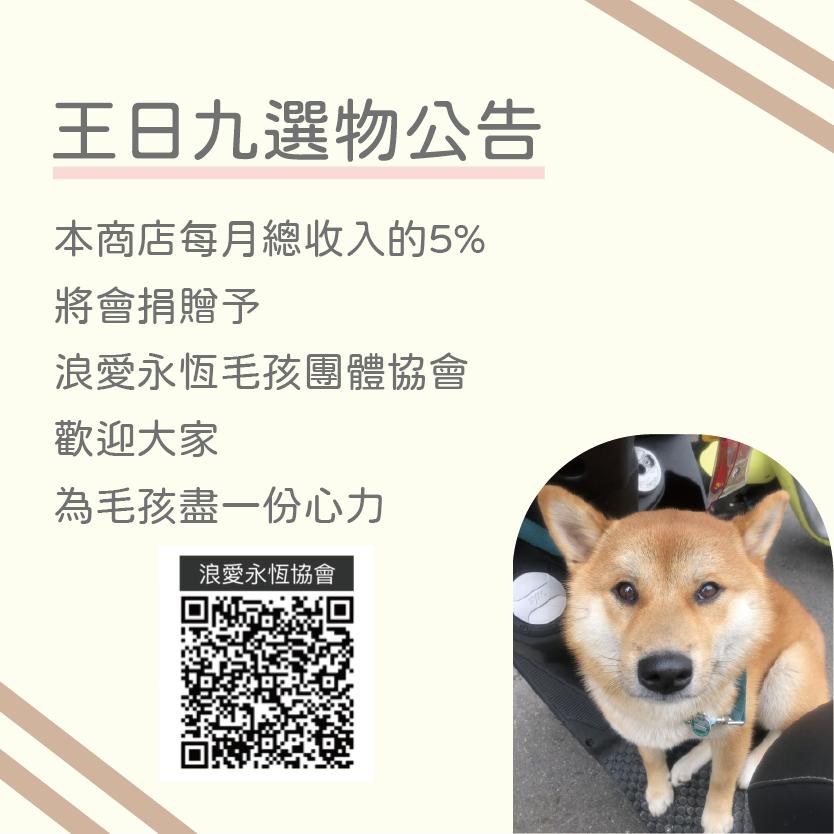 王日九選物公告
本商店每月總收入的5%
將會捐贈予
浪愛永恆毛孩團體協會
歡迎大家
為毛孩盡一份心力
浪愛永恆協會